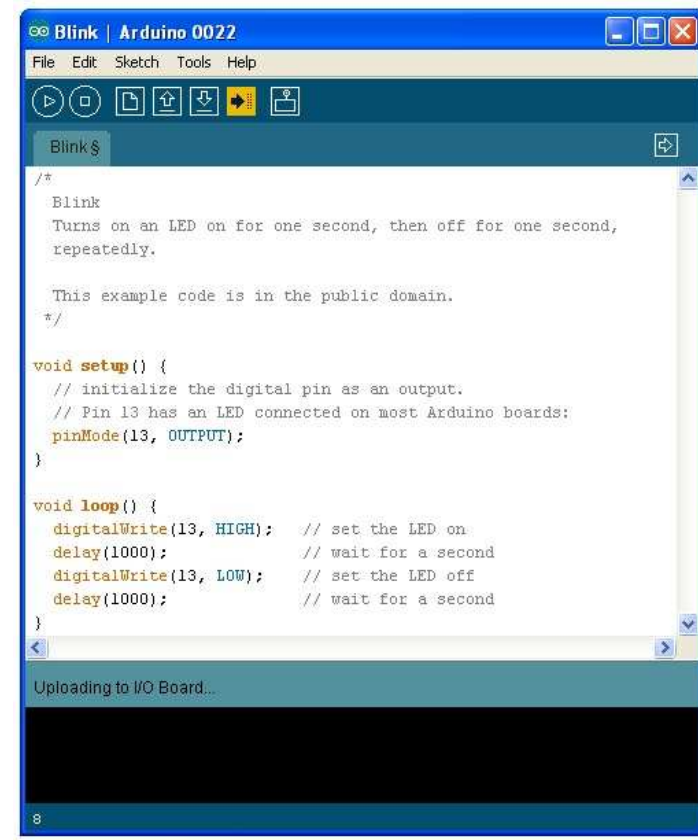 Blink | Arduino 0022
File Edit Sketch Tools Help
Blink §
/*
  Blink
  Turns on an LED on for one second, then off for one second,
  repeatedly.

  This example code is in the public domain.
 */

void setup() {
  // initialize the digital pin as an output.
  // Pin 13 has an LED connected on most Arduino boards:
  pinMode(13, OUTPUT);
}

void loop() {
  digitalWrite(13, HIGH);   // set the LED on
  delay(1000);              // wait for a second
  digitalWrite(13, LOW);    // set the LED off
  delay(1000);              // wait for a second
}
Uploading to I/O Board...
8